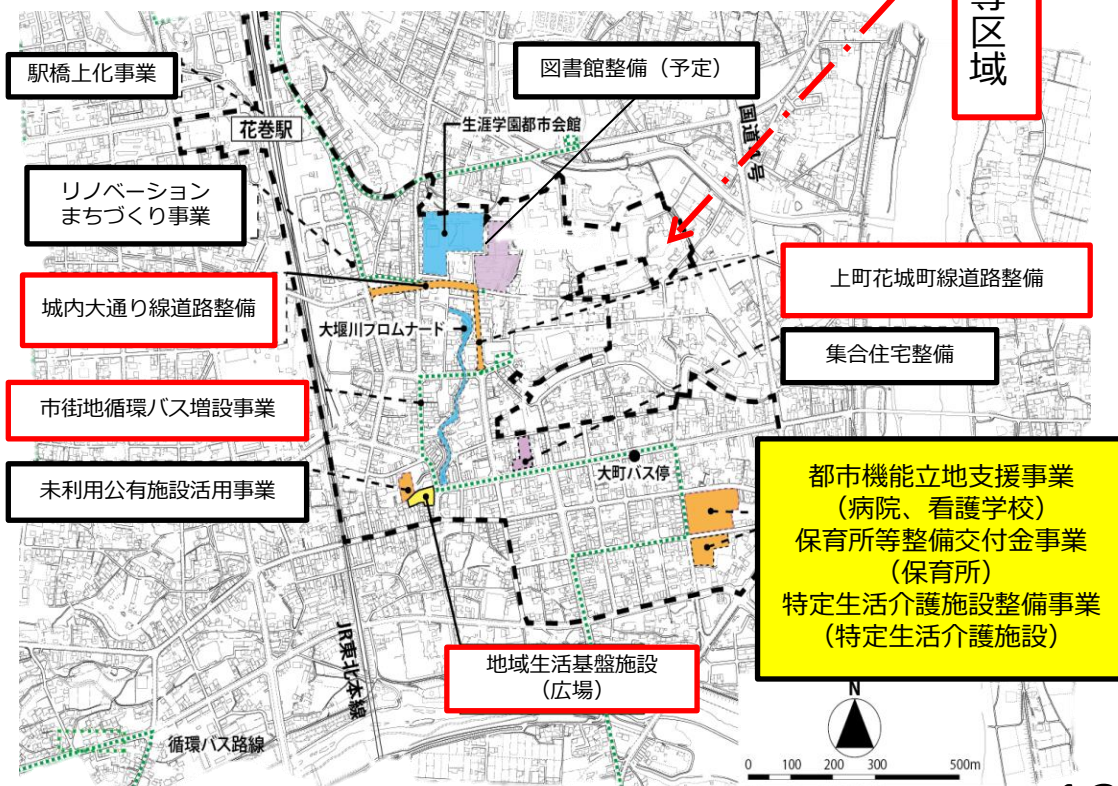 等区域
駅橋上化事業
図書館整備(予定)
花巻駅
生涯学園都市会館
国道4号
リノベーション
まちづくり事業
城内大通り線道路整備
上町花城町線道路整備
大堰川プロムナード
集合住宅整備
市街地循環バス増設事業
大町バス停
未利用公有施設活用事業
都市機能立地支援事業
(病院、看護学校)
保育所等整備交付金事業
(保育所)
特定生活介護施設整備事業
(特定生活介護施設)
JR東北本線
地域生活基盤施設
(広場)
循環バス路線
N
0 100 200 300 500m